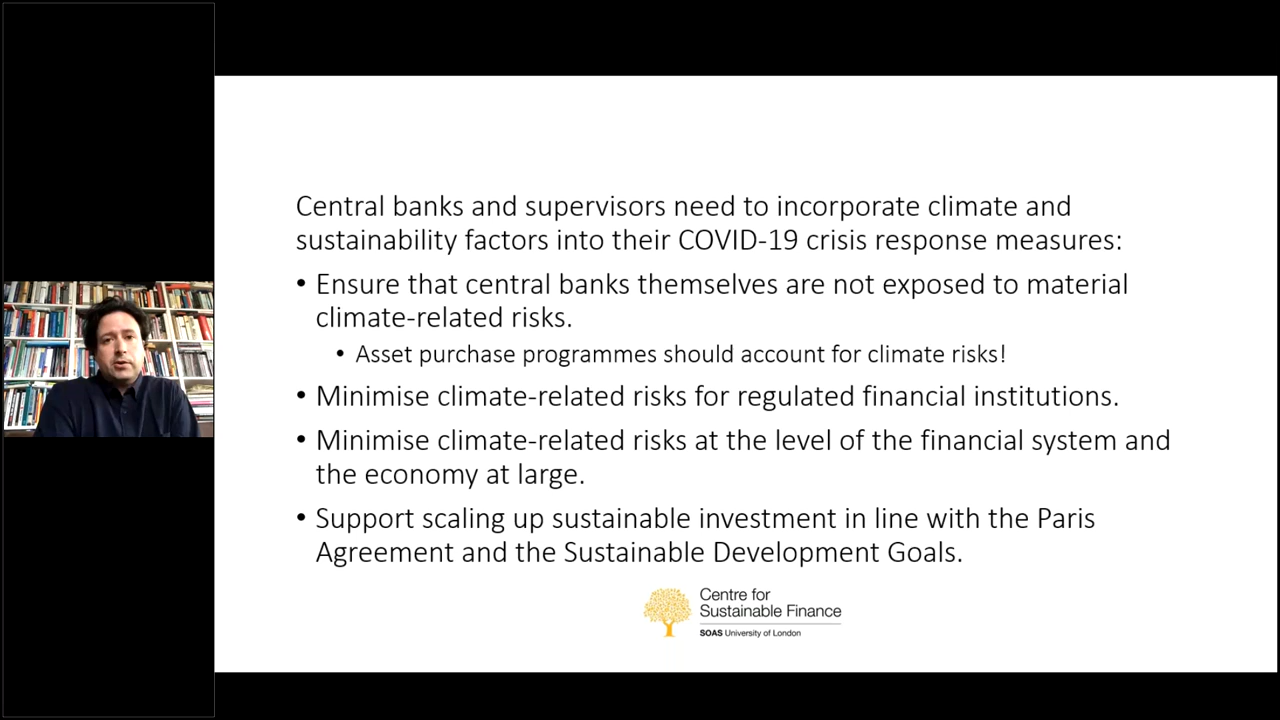 Central banks and supervisors need to incorporate climate and
sustainability factors into their COVID-19 crisis response measures:
• Ensure that central banks themselves are not exposed to material
climate-related risks.
• Asset purchase programmes should account for climate risks!
• Minimise climate-related risks for regulated financial institutions.
• Minimise climate-related risks at the level of the financial system and
the economy at large.
• Support scaling up sustainable investment in line with the Paris
Agreement and the Sustainable Development Goals.
Centre for
Sustainable Finance
SOAS University of London